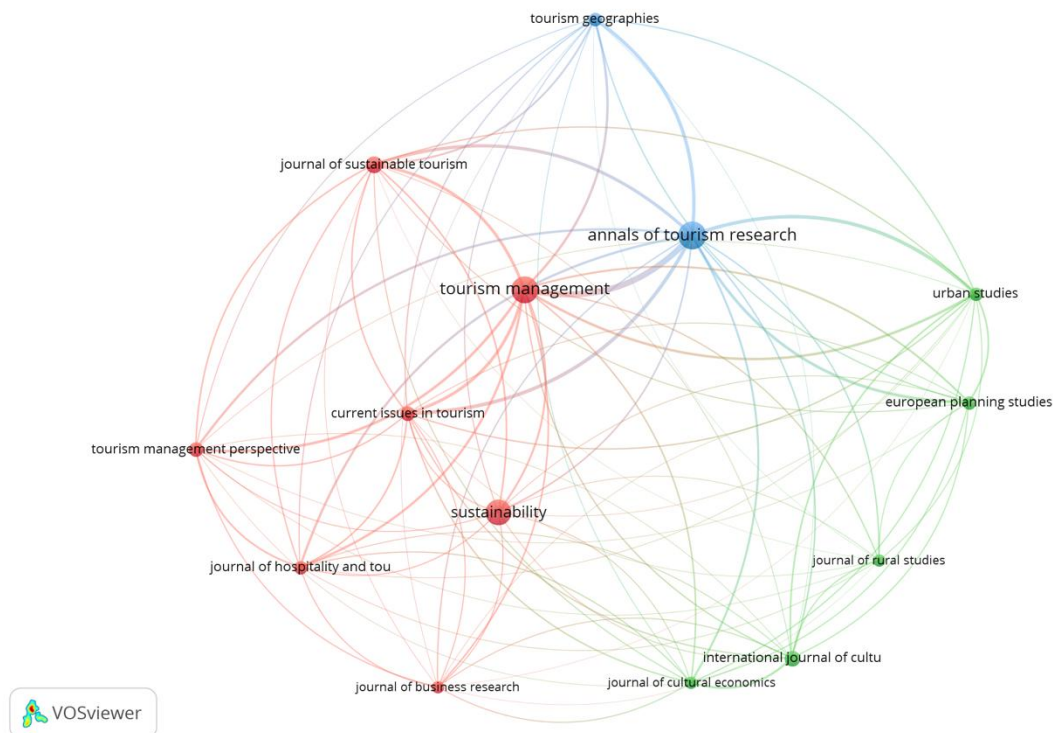 tourism geographies
journal of sustainable tourism
annals of tourism research
tourism management
urban studies
european planning studies
current issues in tourism
tourism management perspective
sustainability
journal of rural studies
journal of hospitality and tou
international journal of cultu
journal of cultural economics
journal of business research
VOSviewer